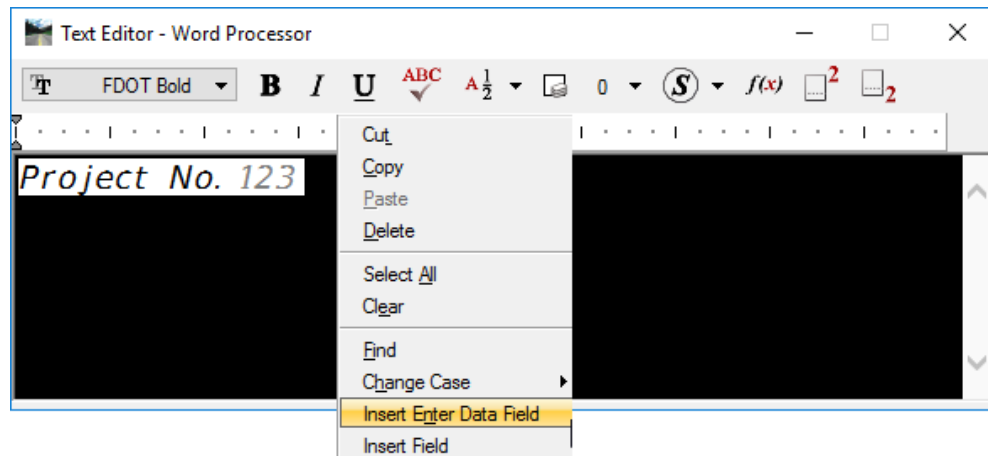 Text Editor - Word Processor
FDOT Bold B I U ABC A 1/2 0 S f(x) 2 2
Project No. 123
Cut
Copy
Paste
Delete
Select All
Clear
Find
Change Case
Insert Enter Data Field
Insert Field